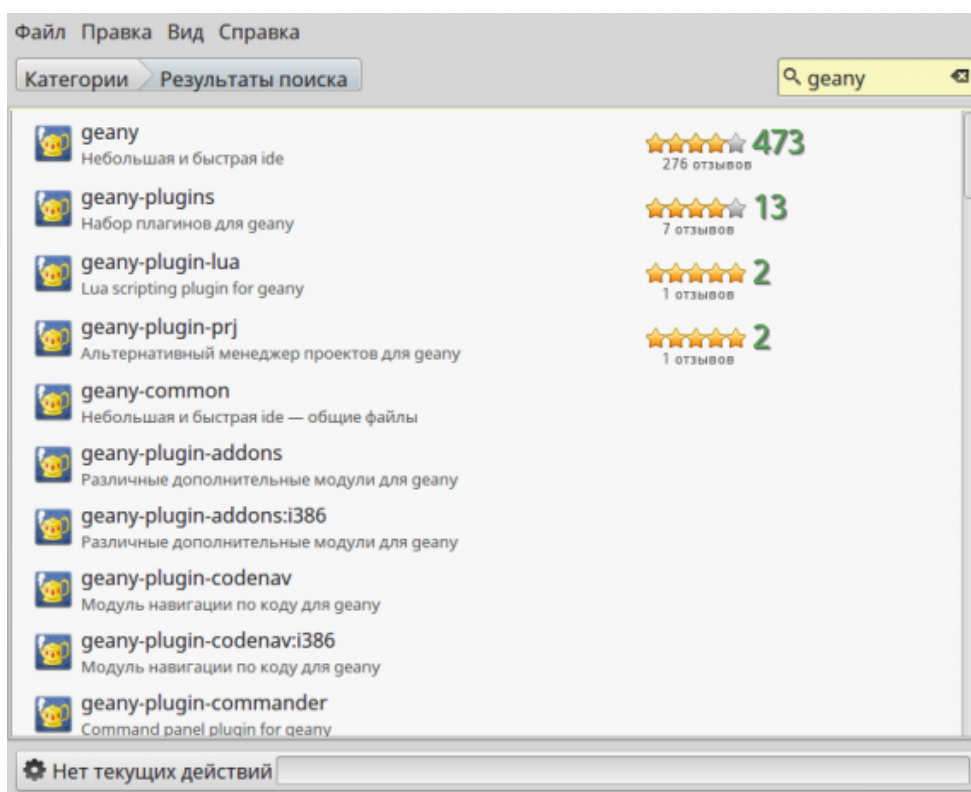 Файл Правка Вид Справка
Категории Результаты поиска geany
geany
Небольшая и быстрая ide
473
276 отзывов
geany-plugins
Набор плагинов для geany
13
7 отзывов
geany-plugin-lua
Lua scripting plugin for geany
2
1 отзывов
geany-plugin-prj
Альтернативный менеджер проектов для geany
2
1 отзывов
geany-common
Небольшая и быстрая ide — общие файлы
geany-plugin-addons
Различные дополнительные модули для geany
geany-plugin-addons:i386
Различные дополнительные модули для geany
geany-plugin-codenav
Модуль навигации по коду для geany
geany-plugin-codenav:i386
Модуль навигации по коду для geany
geany-plugin-commander
Command panel plugin for geany
Нет текущих действий